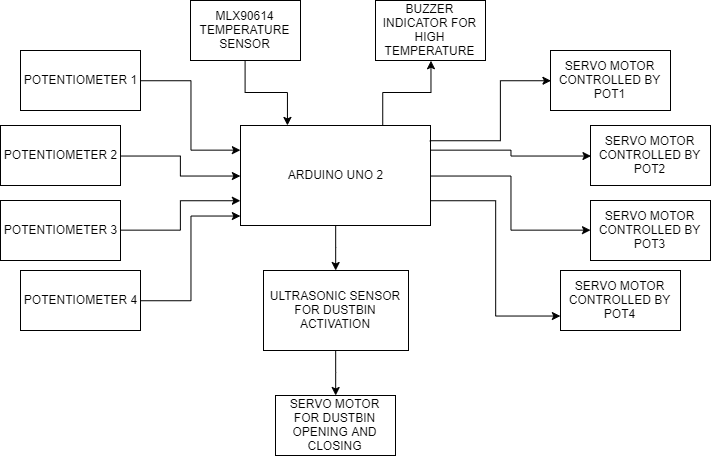 MLX90614
TEMPERATURE
SENSOR
BUZZER
INDICATOR FOR
HIGH
TEMPERATURE
POTENTIOMETER 1
SERVO MOTOR
CONTROLLED BY
POT1
POTENTIOMETER 2
ARDUINO UNO 2
SERVO MOTOR
CONTROLLED BY
POT2
POTENTIOMETER 3
SERVO MOTOR
CONTROLLED BY
POT3
POTENTIOMETER 4
ULTRASONIC SENSOR
FOR DUSTBIN
ACTIVATION
SERVO MOTOR
CONTROLLED BY
POT4
SERVO MOTOR
FOR DUSTBIN
OPENING AND
CLOSING